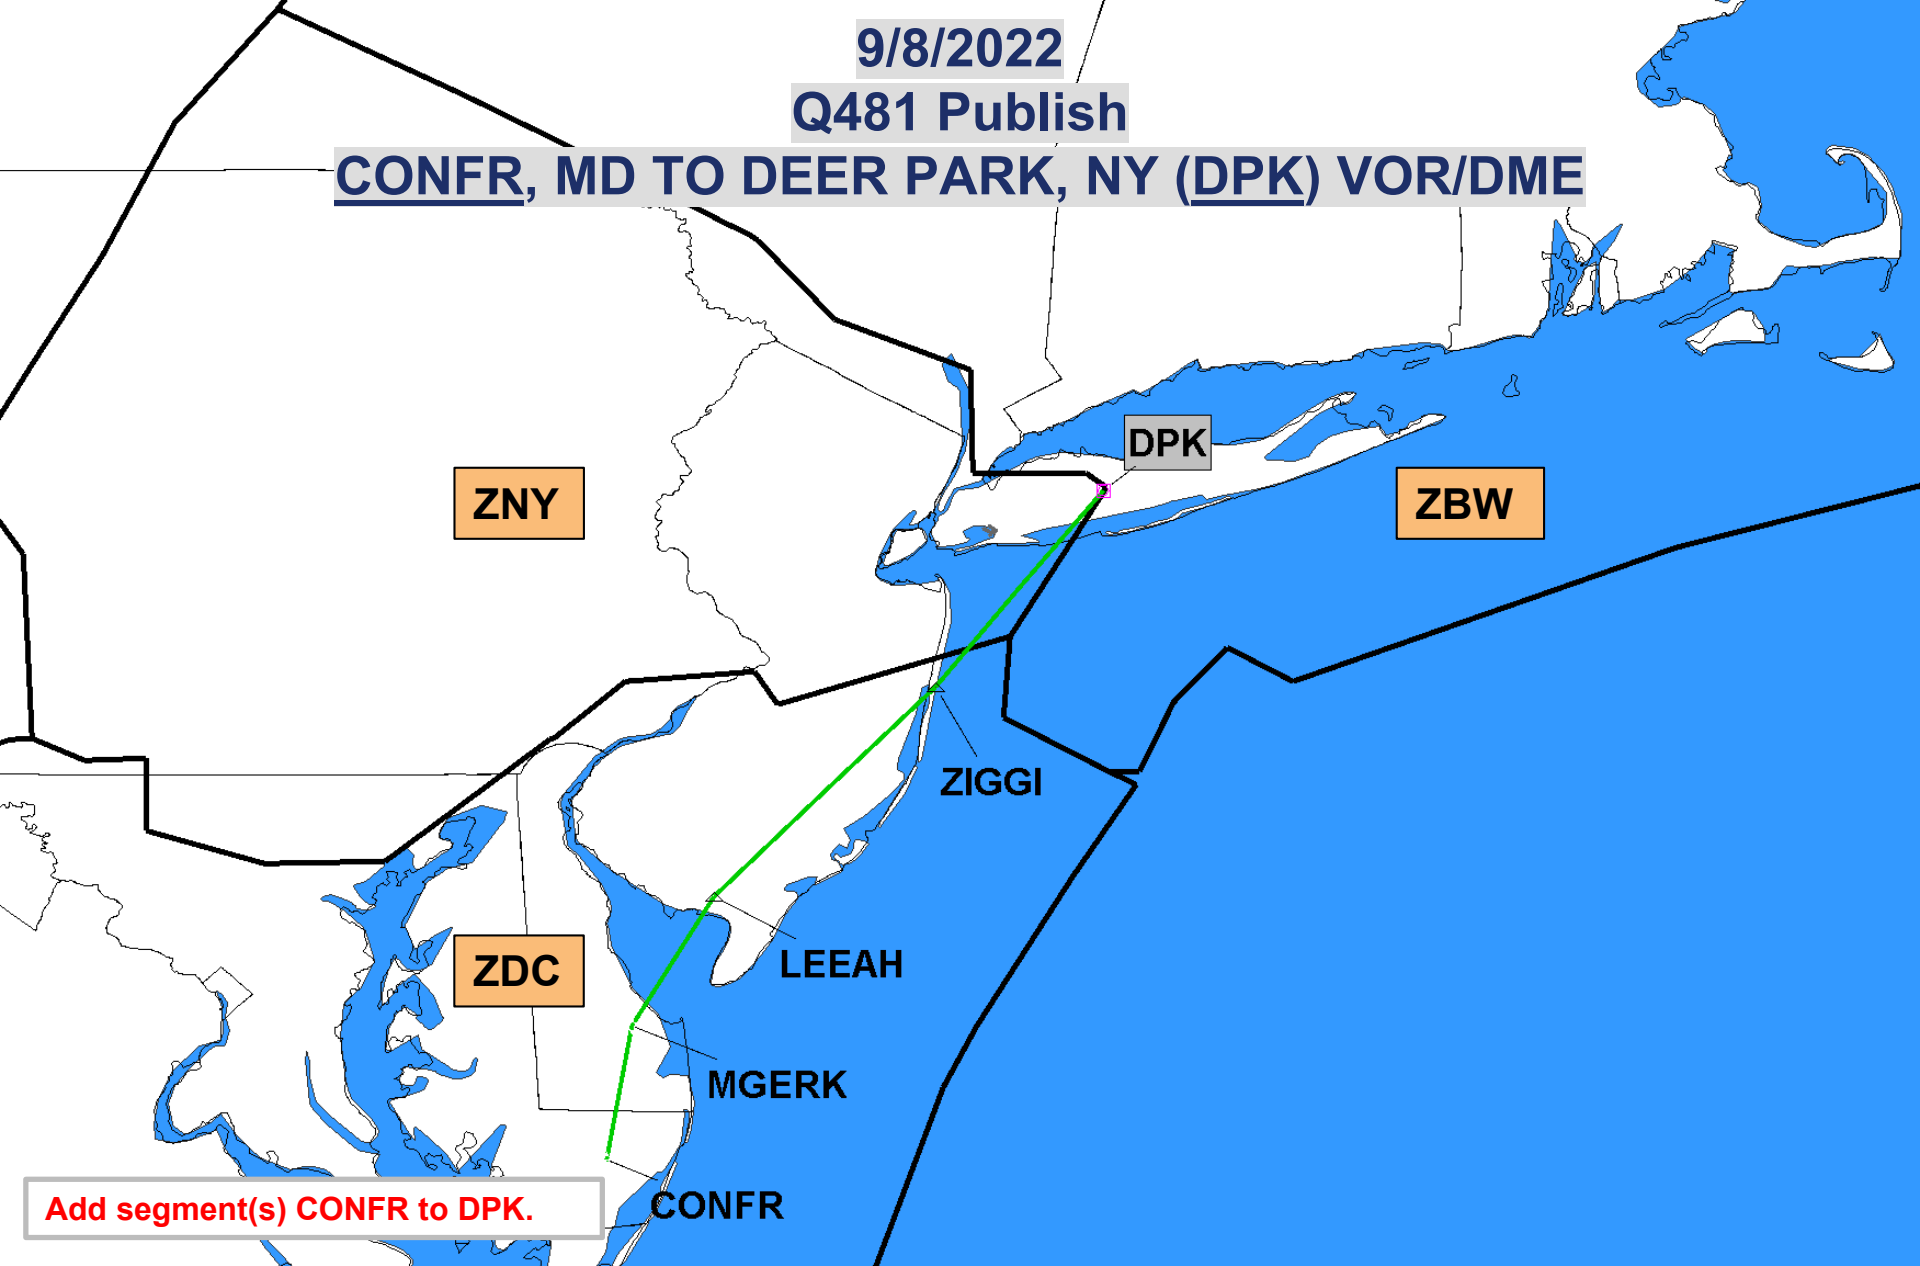 9/8/2022
Q481 Publish
CONFR, MD TO DEER PARK, NY (DPK) VOR/DME
DPK
ZNY
ZBW
ZIGGI
LEEAH
ZDC
MGERK
CONFR
Add segment(s) CONFR to DPK.